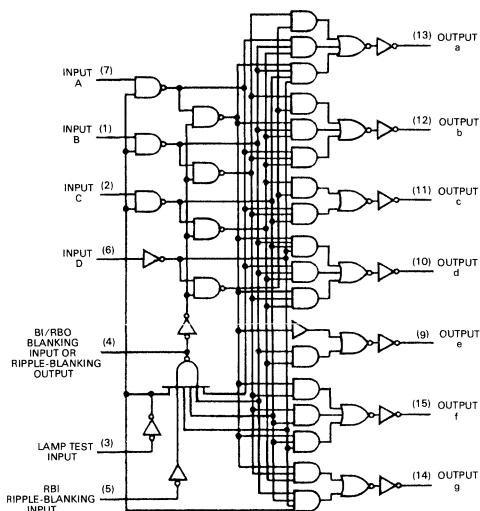 (13) OUTPUT
a
INPUT (7)
A
(12) OUTPUT
b
INPUT (1)
B
(11) OUTPUT
c
INPUT (2)
C
(10) OUTPUT
d
INPUT (6)
D
(9) OUTPUT
e
BI/RBO
BLANKING (4)
INPUT OR
RIPPLE-BLANKING
OUTPUT
(15) OUTPUT
f
LAMP TEST (3)
INPUT
(14) OUTPUT
g
RBI (5)
RIPPLE-BLANKING
INPUT